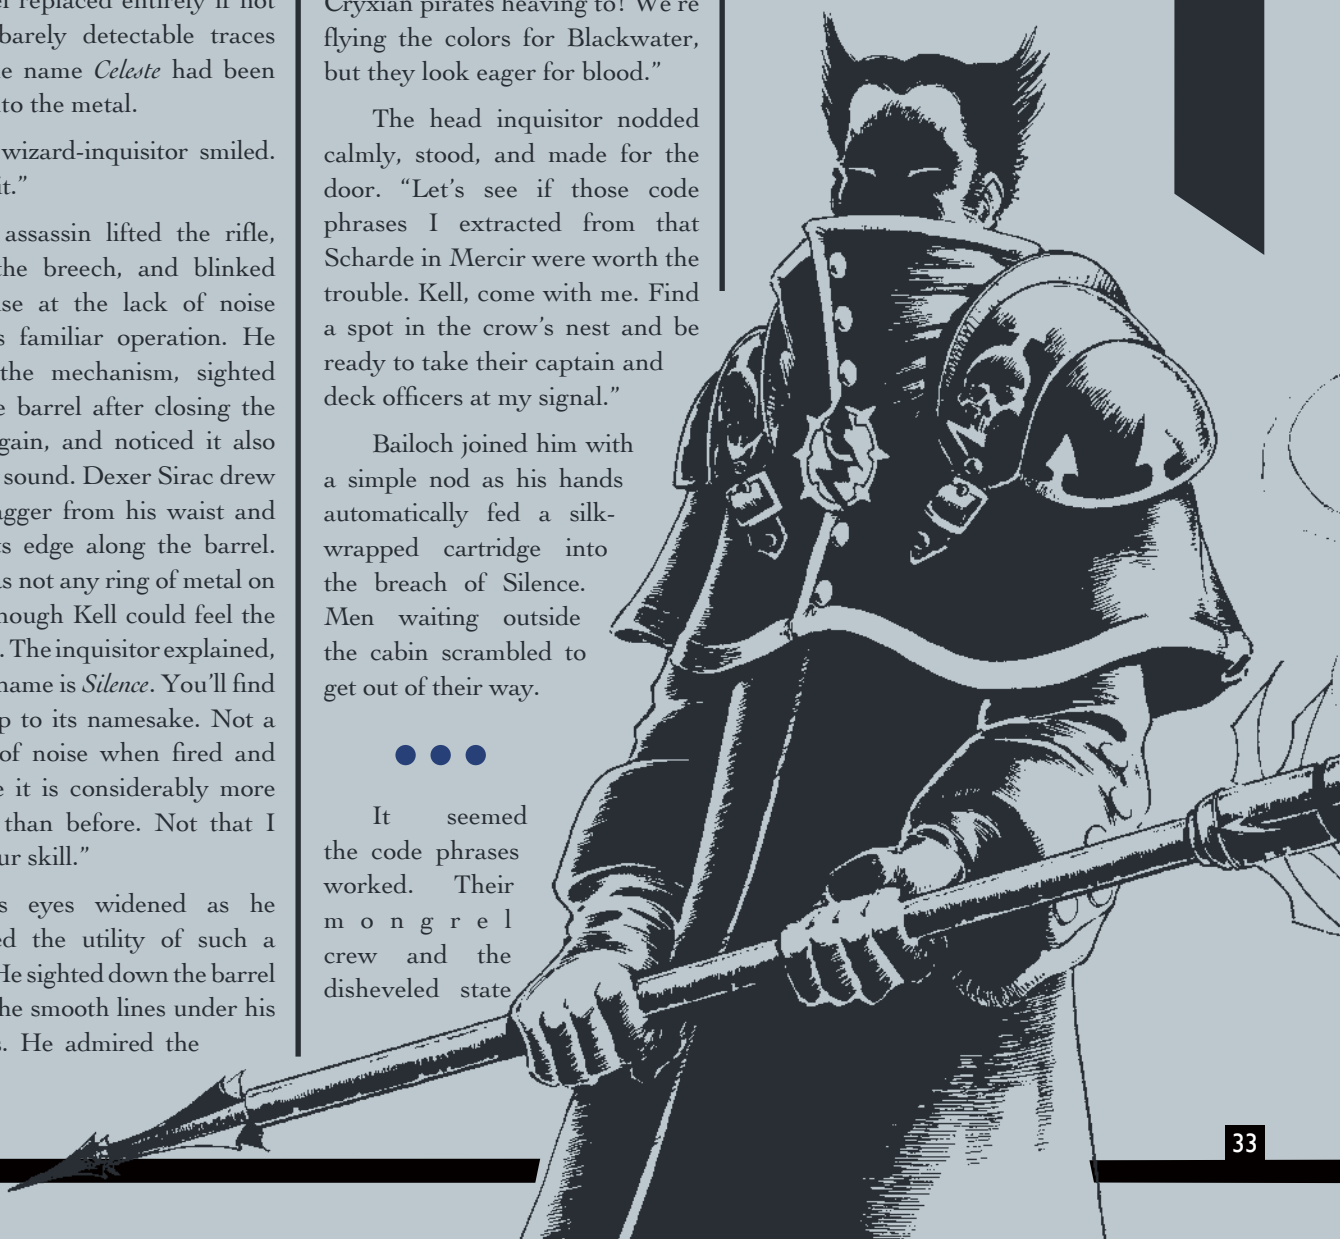 el replaced entirely if not
barely detectable traces
e name Celeste had been
to the metal.
wizard-inquisitor smiled.
it.”
assassin lifted the rifle,
the breech, and blinked
se at the lack of noise
s familiar operation. He
the mechanism, sighted
e barrel after closing the
gain, and noticed it also
sound. Dexer Sirac drew
agger from his waist and
ts edge along the barrel.
as not any ring of metal on
hough Kell could feel the
. The inquisitor explained,
name is Silence. You’ll find
p to its namesake. Not a
of noise when fired and
e it is considerably more
than before. Not that I
ur skill.”
s eyes widened as he
ed the utility of such a
He sighted down the barrel
he smooth lines under his
s. He admired the
Cryxian pirates heaving to! We’re
flying the colors for Blackwater,
but they look eager for blood.”
The head inquisitor nodded
calmly, stood, and made for the
door. “Let’s see if those code
phrases I extracted from that
Scharde in Mercir were worth the
trouble. Kell, come with me. Find
a spot in the crow’s nest and be
ready to take their captain and
deck officers at my signal.”
Bailoch joined him with
a simple nod as his hands
automatically fed a silk-
wrapped cartridge into
the breach of Silence.
Men waiting outside
the cabin scrambled to
get out of their way.
It seemed
the code phrases
worked. Their
mongrel
crew and the
disheveled state
33